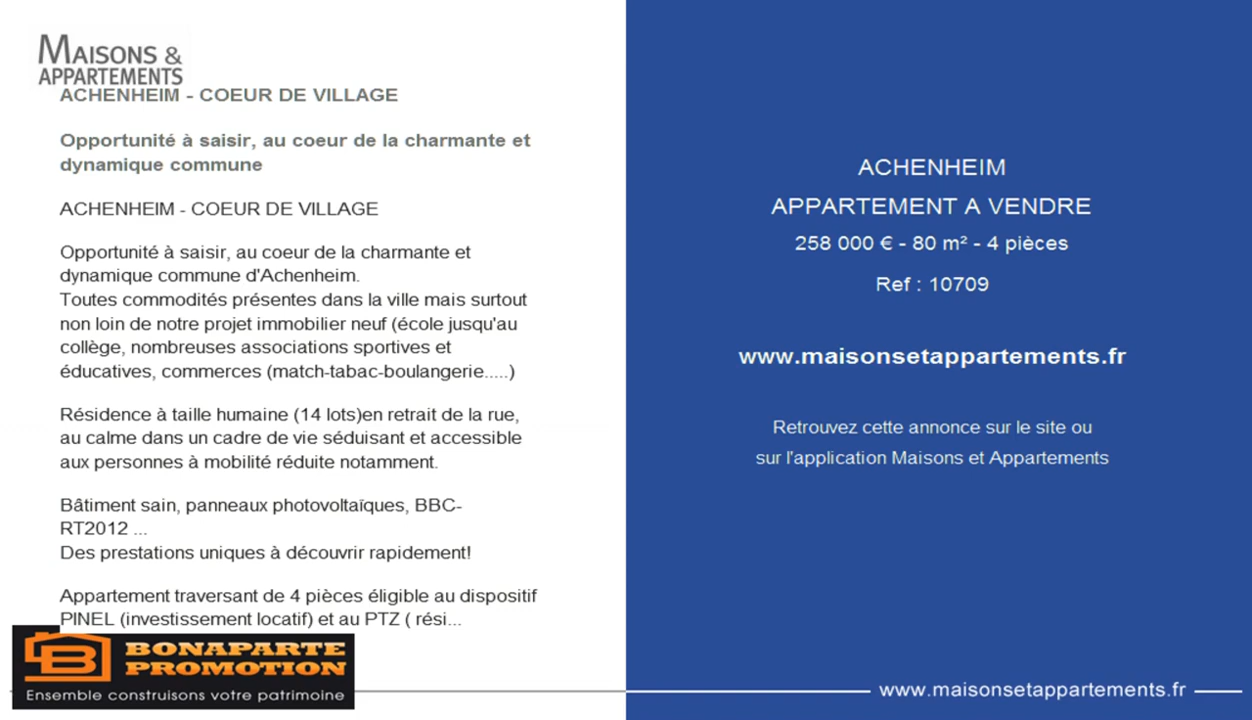 MAISONS &
APPARTEMENTS
ACHENHEIM - COEUR DE VILLAGE
Opportunité à saisir, au coeur de la charmante et
dynamique commune
ACHENHEIM - COEUR DE VILLAGE
Opportunité à saisir, au coeur de la charmante et
dynamique commune d'Achenheim.
Toutes commodités présentes dans la ville mais surtout
non loin de notre projet immobilier neuf (école jusqu'au
collège, nombreuses associations sportives et
éducatives, commerces (match-tabac-boulangerie.....)
Résidence à taille humaine (14 lots)en retrait de la rue,
au calme dans un cadre de vie séduisant et accessible
aux personnes à mobilité réduite notamment.
Bâtiment sain, panneaux photovoltaïques, BBC-
RT2012 ...
Des prestations uniques à découvrir rapidement!
Appartement traversant de 4 pièces éligible au dispositif
PINEL (investissement locatif) et au PTZ ( rési...
BONAPARTE
PROMOTION
Ensemble construisons votre patrimoine
ACHENHEIM
APPARTEMENT A VENDRE
258 000 € - 80 m² - 4 pièces
Ref : 10709
www.maisonsetappartements.fr
Retrouvez cette annonce sur le site ou
sur l'application Maisons et Appartements
www.maisonsetappartements.fr